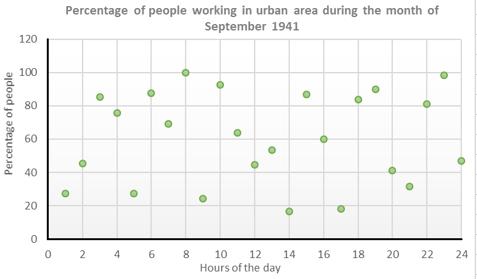 Percentage of people working in urban area during the month of
September 1941
Percentage of people
120
100
80
60
40
20
0
0 2 4 6 8 10 12 14 16 18 20 22 24
Hours of the day